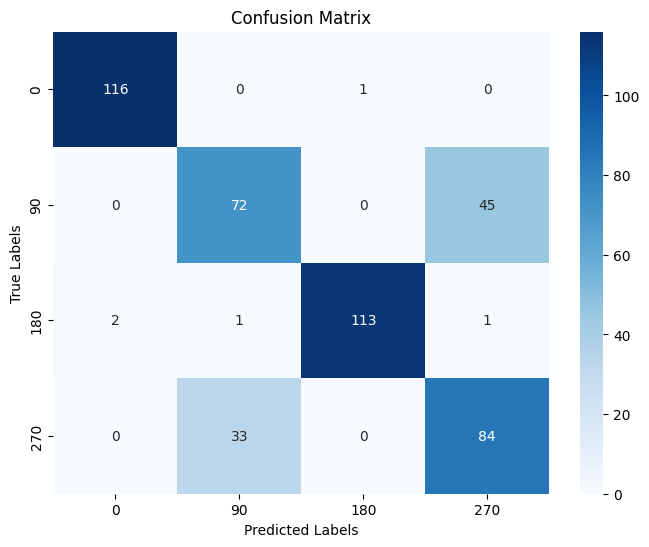 Confusion Matrix
0 116 0 1 0
90 0 72 0 45
180 2 1 113 1
270 0 33 0 84
True Labels
0 90 180 270
Predicted Labels
100
80
60
40
20
0